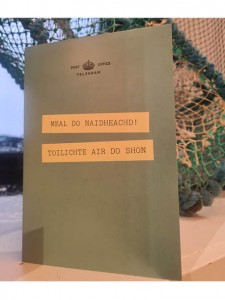 POST OFFICE
TELEGRAM
MEAL DO NAIDHEACHD!
TOILICHTE AIR DO SHON